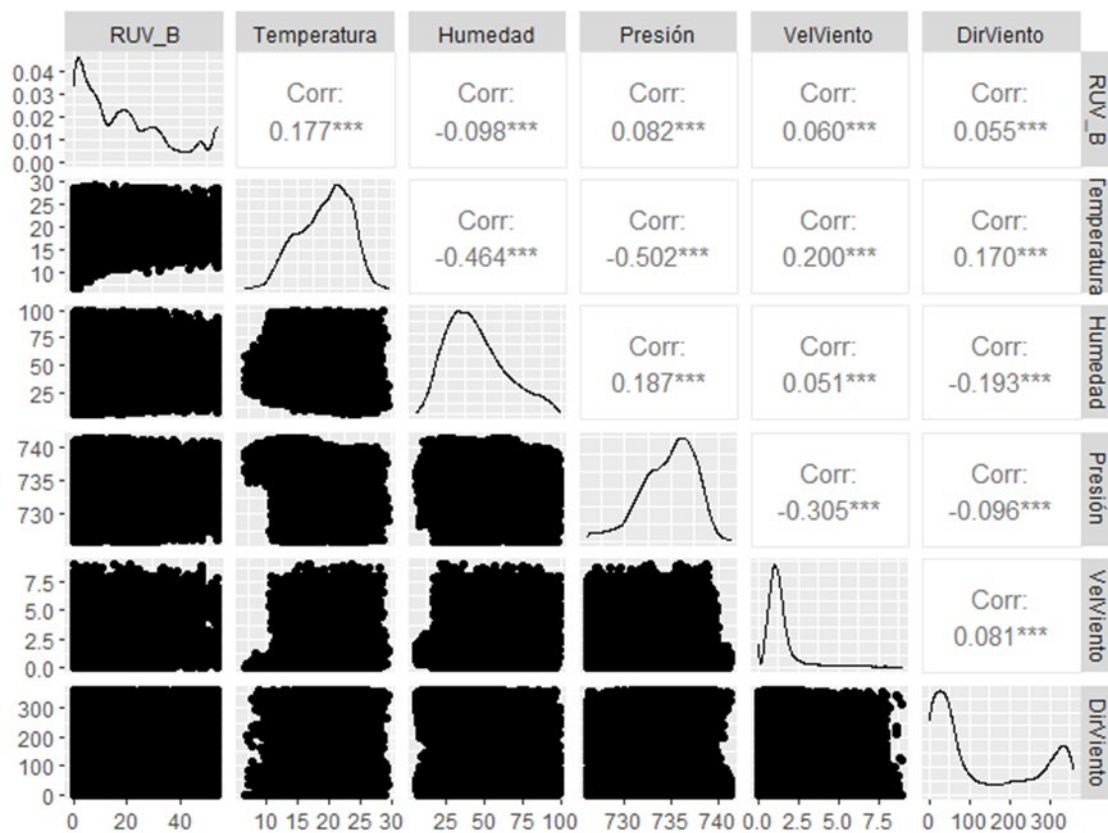 RUV_B Temperatura Humedad Presión VelViento DirViento
0.04
0.03
0.02
0.01
0.00
Corr: Corr: Corr: Corr: Corr:
0.177*** -0.098*** 0.082*** 0.060*** 0.055***
RUV_B
30
25
20
15
10
Corr: Corr: Corr: Corr:
-0.464*** -0.502*** 0.200*** 0.170***
Temperatura
100
75
50
25
Corr: Corr: Corr:
0.187*** 0.051*** -0.193***
Humedad
740
735
730
Corr: Corr:
-0.305*** -0.096***
Presión
7.5
5.0
2.5
0.0
Corr:
0.081***
VelViento
300
200
100
0
DirViento
0 20 40 10 15 20 25 30 25 50 75 100 730 735 740 0.0 2.5 5.0 7.5 0 100 200 300